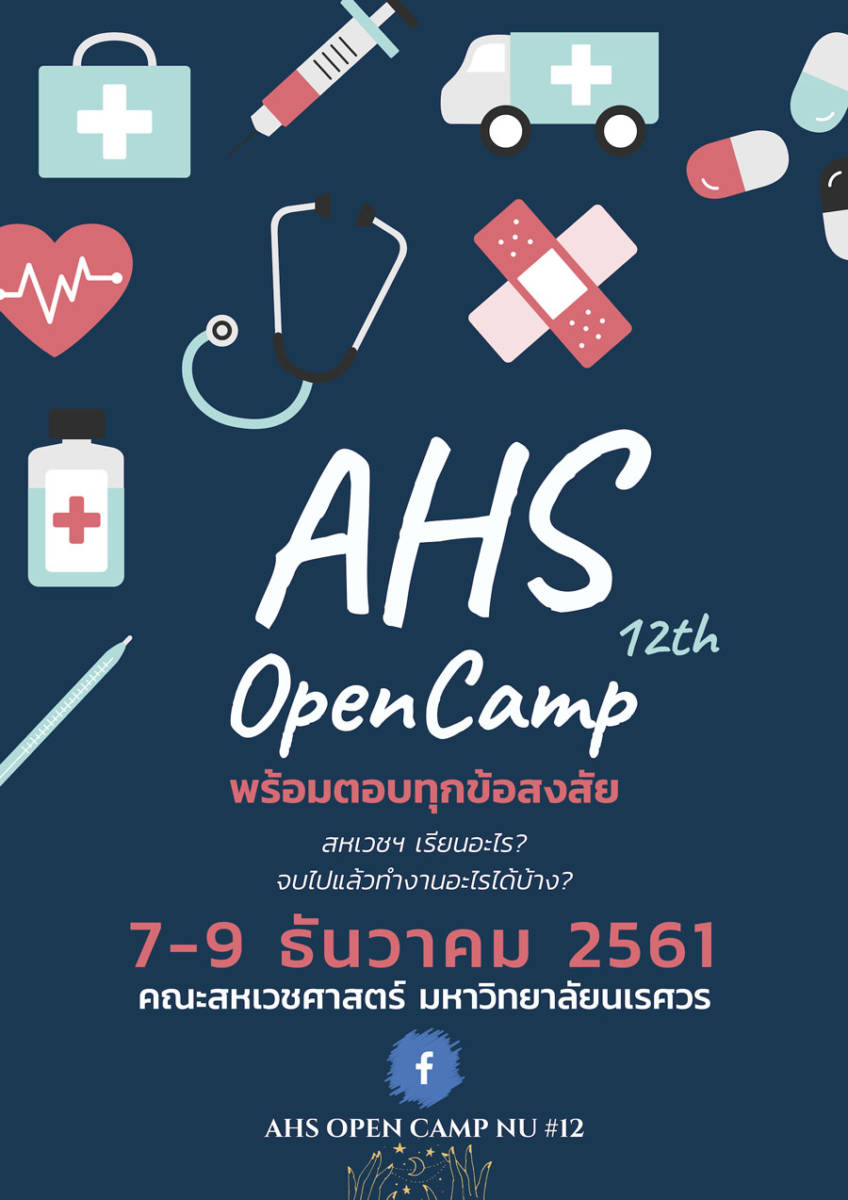 AHS
12th
OpenCamp
พร้อมตอบทุกข้อสงสัย
สหเวชฯ เรียนอะไร?
จบไปแล้วทำงานอะไรได้บ้าง?
7-9 ธันวาคม 2561
คณะสหเวชศาสตร์ มหาวิทยาลัยนเรศวร
f
AHS OPEN CAMP NU #12